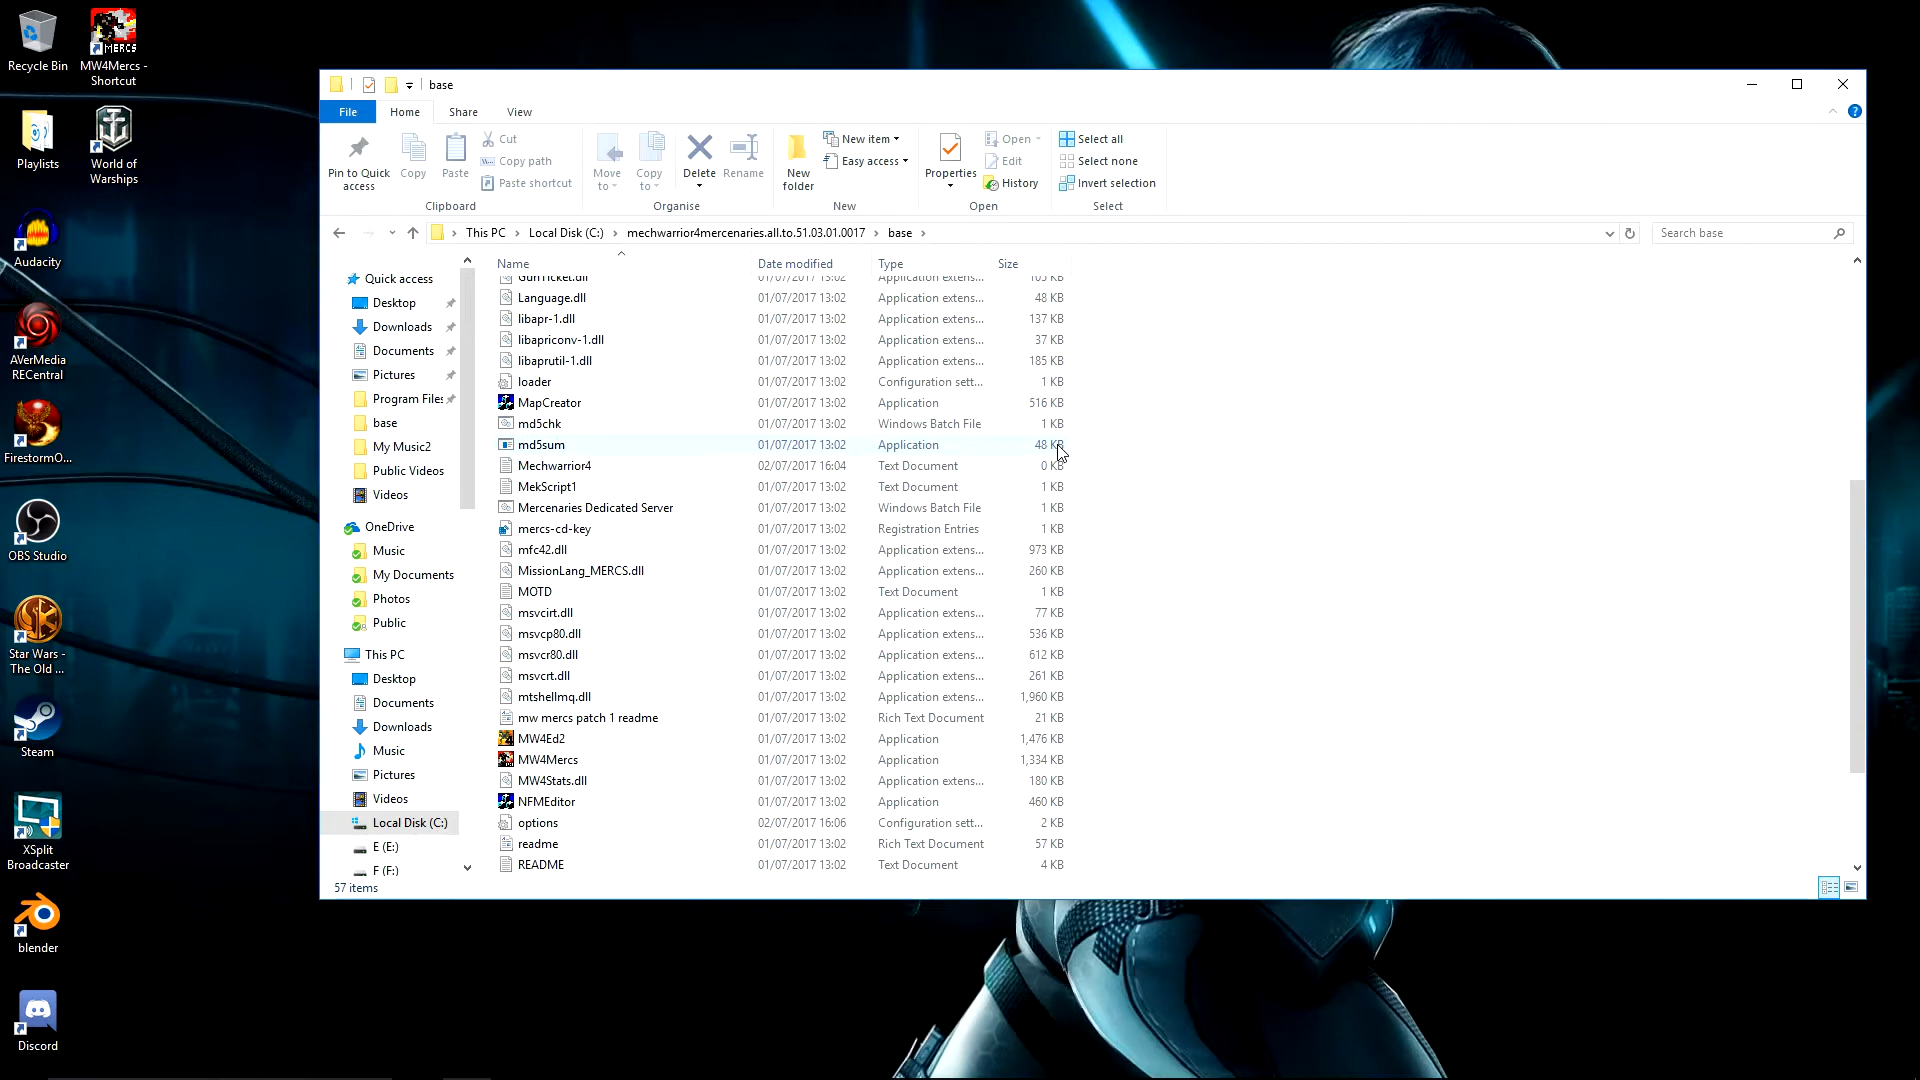 Recycle Bin
MERCS
MW4Mercs -
Shortcut
Playlists
World of
Warships
Audacity
AVerMedia
RECentral
FirestormO...
OBS Studio
Star Wars -
The Old ...
Steam
XSplit
Broadcaster
blender
Discord
base
File Home Share View
Pin to Quick
access
Copy
Paste
Cut
Copy path
Paste shortcut
Clipboard
Move
to
Copy
to
Delete
Rename
Organise
New
folder
New item
Easy access
New
Properties
Open
Edit
History
Open
Select all
Select none
Invert selection
Select
This PC > Local Disk (C:) > mechwarrior4mercenaries.all.to.51.03.01.0017 > base >
Search base
Quick access
Desktop
Downloads
Documents
Pictures
Program Files
base
My Music2
Public Videos
Videos
OneDrive
Music
My Documents
Photos
Public
This PC
Desktop
Documents
Downloads
Music
Pictures
Videos
Local Disk (C:)
E (E:)
F (F:)
Name Date modified Type Size
GunTicket.dll 01/07/2017 13:02 Application extens... 105 KB
Language.dll 01/07/2017 13:02 Application extens... 48 KB
libapr-1.dll 01/07/2017 13:02 Application extens... 137 KB
libapriconv-1.dll 01/07/2017 13:02 Application extens... 37 KB
libaprutil-1.dll 01/07/2017 13:02 Application extens... 185 KB
loader 01/07/2017 13:02 Configuration sett... 1 KB
MapCreator 01/07/2017 13:02 Application 516 KB
md5chk 01/07/2017 13:02 Windows Batch File 1 KB
md5sum 01/07/2017 13:02 Application 48 KB
Mechwarrior4 02/07/2017 16:04 Text Document 0 KB
MekScript1 01/07/2017 13:02 Text Document 1 KB
Mercenaries Dedicated Server 01/07/2017 13:02 Windows Batch File 1 KB
mercs-cd-key 01/07/2017 13:02 Registration Entries 1 KB
mfc42.dll 01/07/2017 13:02 Application extens... 973 KB
MissionLang_MERCS.dll 01/07/2017 13:02 Application extens... 260 KB
MOTD 01/07/2017 13:02 Text Document 1 KB
msvcirt.dll 01/07/2017 13:02 Application extens... 77 KB
msvcp80.dll 01/07/2017 13:02 Application extens... 536 KB
msvcr80.dll 01/07/2017 13:02 Application extens... 612 KB
msvcrt.dll 01/07/2017 13:02 Application extens... 261 KB
mtshellmq.dll 01/07/2017 13:02 Application extens... 1,960 KB
mw mercs patch 1 readme 01/07/2017 13:02 Rich Text Document 21 KB
MW4Ed2 01/07/2017 13:02 Application 1,476 KB
MW4Mercs 01/07/2017 13:02 Application 1,334 KB
MW4Stats.dll 01/07/2017 13:02 Application extens... 180 KB
NFMEditor 01/07/2017 13:02 Application 460 KB
options 02/07/2017 16:06 Configuration sett... 2 KB
readme 01/07/2017 13:02 Rich Text Document 57 KB
README 01/07/2017 13:02 Text Document 4 KB
57 items